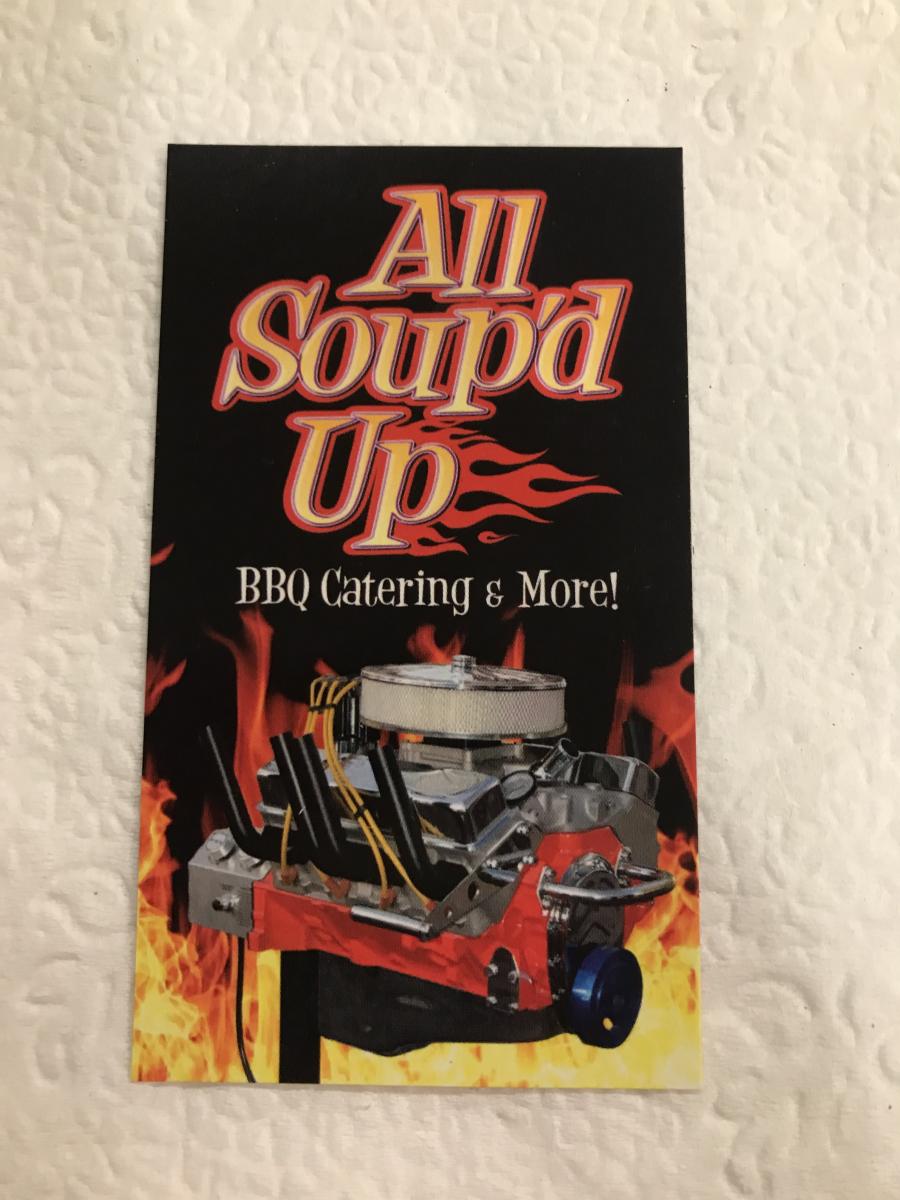 All
Soup'd
Up
BBQ Catering & More!